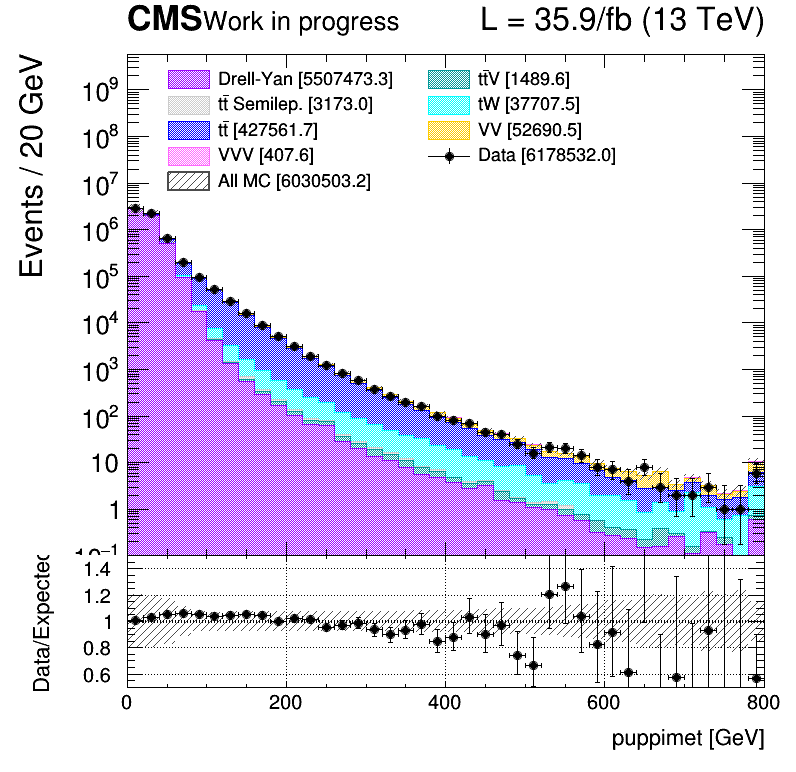 CMS Work in progress L = 35.9/fb (13 TeV)
Events / 20 GeV
Drell-Yan [5507473.3] tt̄V [1489.6]
tt̄ Semilep. [3173.0] tW [37707.5]
tt̄ [427561.7] VV [52690.5]
VVV [407.6] Data [6178532.0]
All MC [6030503.2]
10⁹
10⁸
10⁷
10⁶
10⁵
10⁴
10³
10²
10
1
10⁻¹
Data/Expected
1.4
1.2
1
0.8
0.6
0 200 400 600 800
puppimet [GeV]